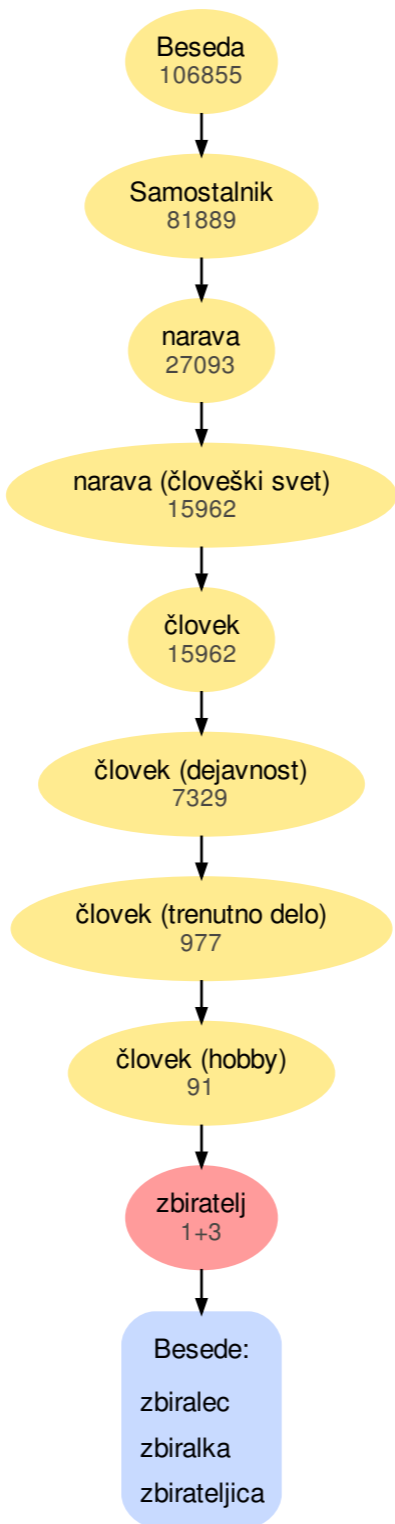 Beseda
106855
Samostalnik
81889
narava
27093
narava (človeški svet)
15962
človek
15962
človek (dejavnost)
7329
človek (trenutno delo)
977
človek (hobby)
91
zbiratelj
1+3
Besede:
zbiralec
zbiralka
zbirateljica